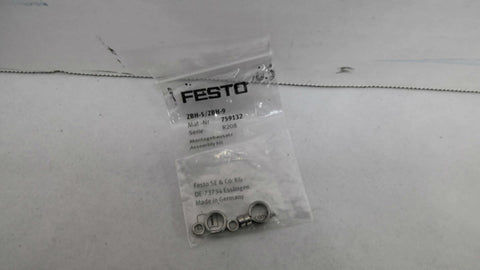 FESTO
ZBH-5/ZBH-9
Mat.-Nr. 759132
Serie R208
Montagebausatz
Assembly kit
Festo SE & Co. KG
DE-73734 Esslingen
Made in Germany